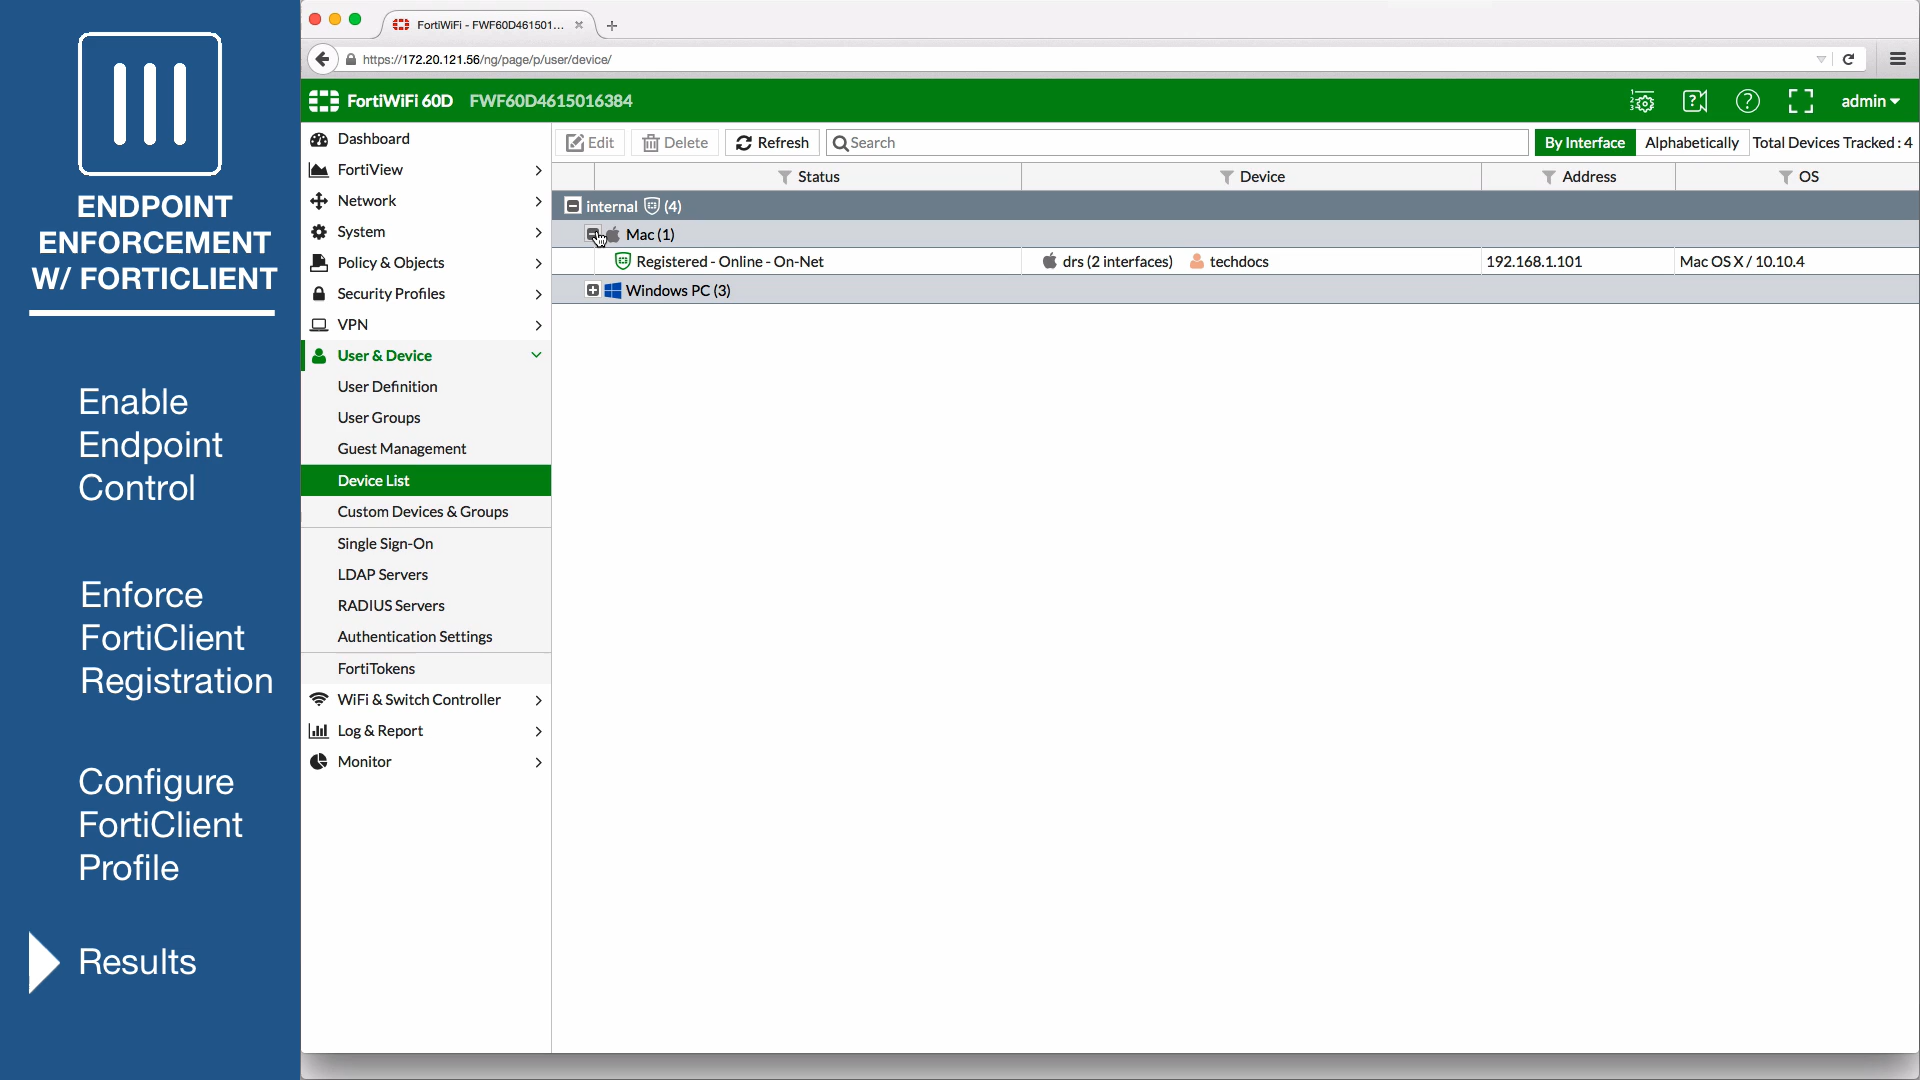 ENDPOINT
ENFORCEMENT
W/ FORTICLIENT
Enable
Endpoint
Control
Enforce
FortiClient
Registration
Configure
FortiClient
Profile
Results
FortiWiFi - FWF60D461501...
https://172.20.121.56/ng/page/p/user/device/
FortiWiFi 60D FWF60D4615016384
admin
Dashboard
FortiView
Network
System
Policy & Objects
Security Profiles
VPN
User & Device
User Definition
User Groups
Guest Management
Device List
Custom Devices & Groups
Single Sign-On
LDAP Servers
RADIUS Servers
Authentication Settings
FortiTokens
WiFi & Switch Controller
Log & Report
Monitor
Edit Delete Refresh Search By Interface Alphabetically Total Devices Tracked : 4
Status Device Address OS
internal (4)
Mac (1)
Registered - Online - On-Net drs (2 interfaces) techdocs 192.168.1.101 Mac OS X / 10.10.4
Windows PC (3)